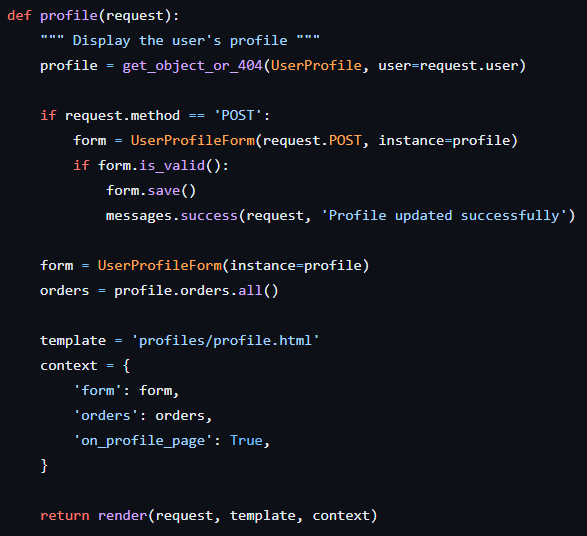 def profile(request):
    """ Display the user's profile """
    profile = get_object_or_404(UserProfile, user=request.user)

    if request.method == 'POST':
        form = UserProfileForm(request.POST, instance=profile)
        if form.is_valid():
            form.save()
            messages.success(request, 'Profile updated successfully')

    form = UserProfileForm(instance=profile)
    orders = profile.orders.all()

    template = 'profiles/profile.html'
    context = {
        'form': form,
        'orders': orders,
        'on_profile_page': True,
    }

    return render(request, template, context)